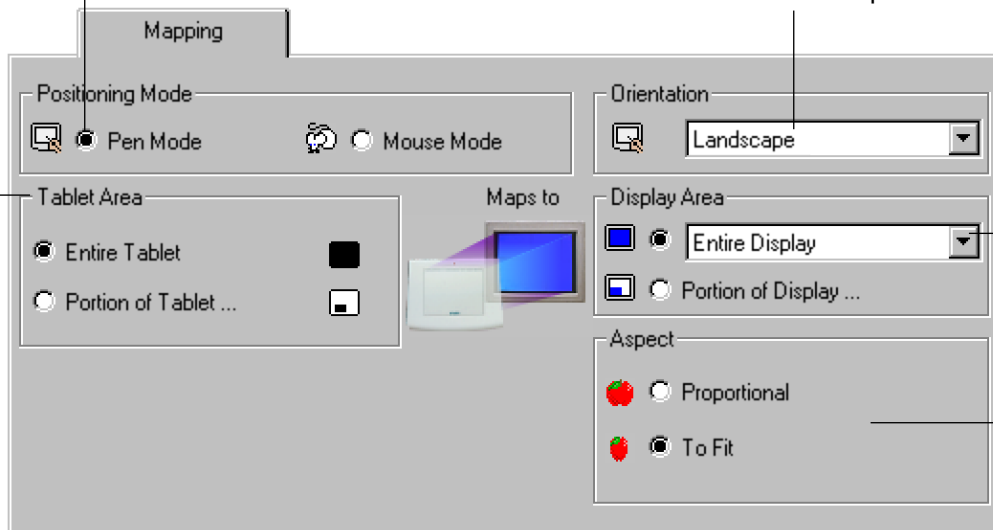 Mapping
Positioning Mode
Pen Mode
Mouse Mode
Orientation
Landscape
Tablet Area
Entire Tablet
Portion of Tablet ...
Maps to
Display Area
Entire Display
Portion of Display ...
Aspect
Proportional
To Fit